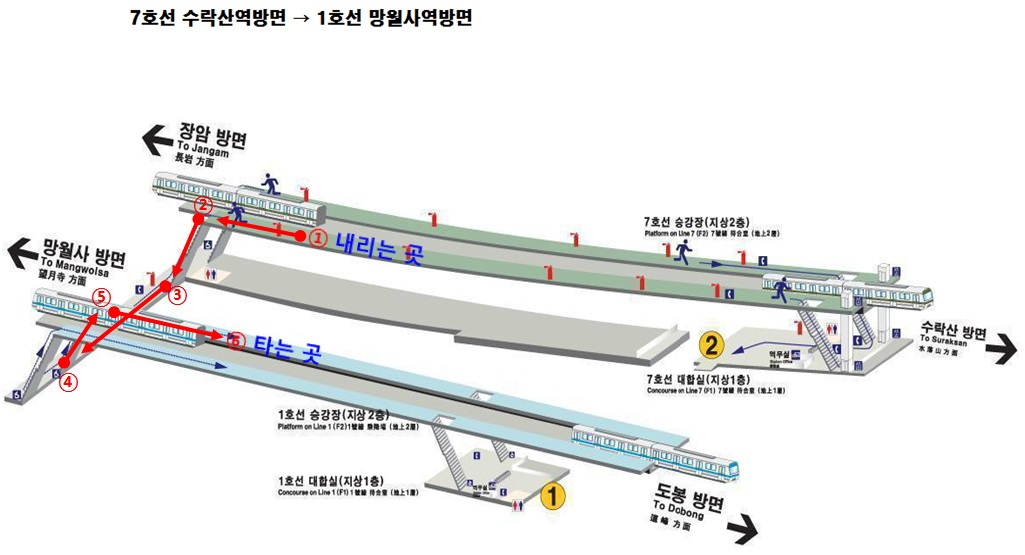 7호선 수락산역방면 → 1호선 망월사역방면
장암 방면
To Jangam
長岩 方面
②
① 내리는 곳
7호선 승강장(지상2층)
Platform on Line 7 (F2) 7號線 待合室 (地上2層)
망월사 방면
To Mangwolsa
望月寺 方面
③
⑤
⑥ 타는 곳
④
수락산 방면
To Suraksan
水落山 方面
2
역무실
Station Office
7호선 대합실(지상1층)
Concourse on Line 7 (F1) 7號線 待合室 (地上1層)
1호선 승강장(지상2층)
Platform on Line 1 (F2) 1號線 乘降場 (地上2層)
1호선 대합실(지상1층)
Concourse on Line 1 (F1) 1號線 待合室 (地上1層)
역무실
1
도봉 방면
To Dobong
道峰 方面